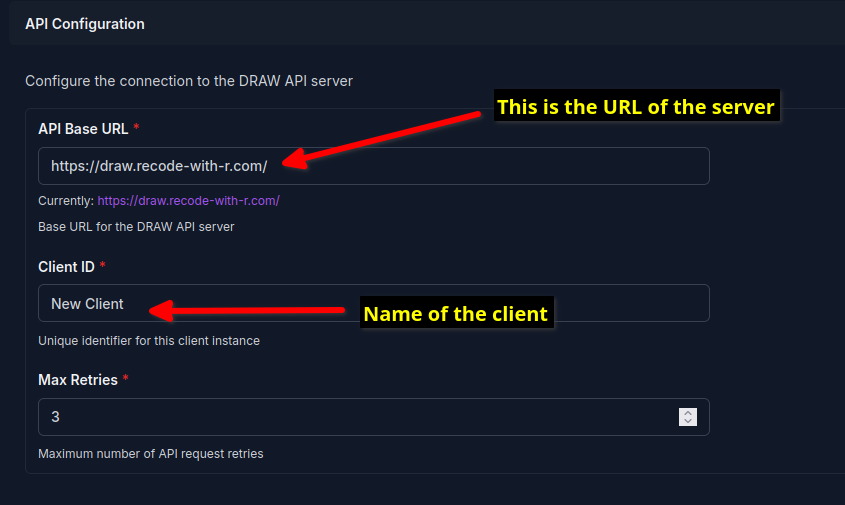 API Configuration
Configure the connection to the DRAW API server
This is the URL of the server
API Base URL *
https://draw.recode-with-r.com/
Currently: https://draw.recode-with-r.com/
Base URL for the DRAW API server
Client ID *
New Client
Name of the client
Unique identifier for this client instance
Max Retries *
3
Maximum number of API request retries